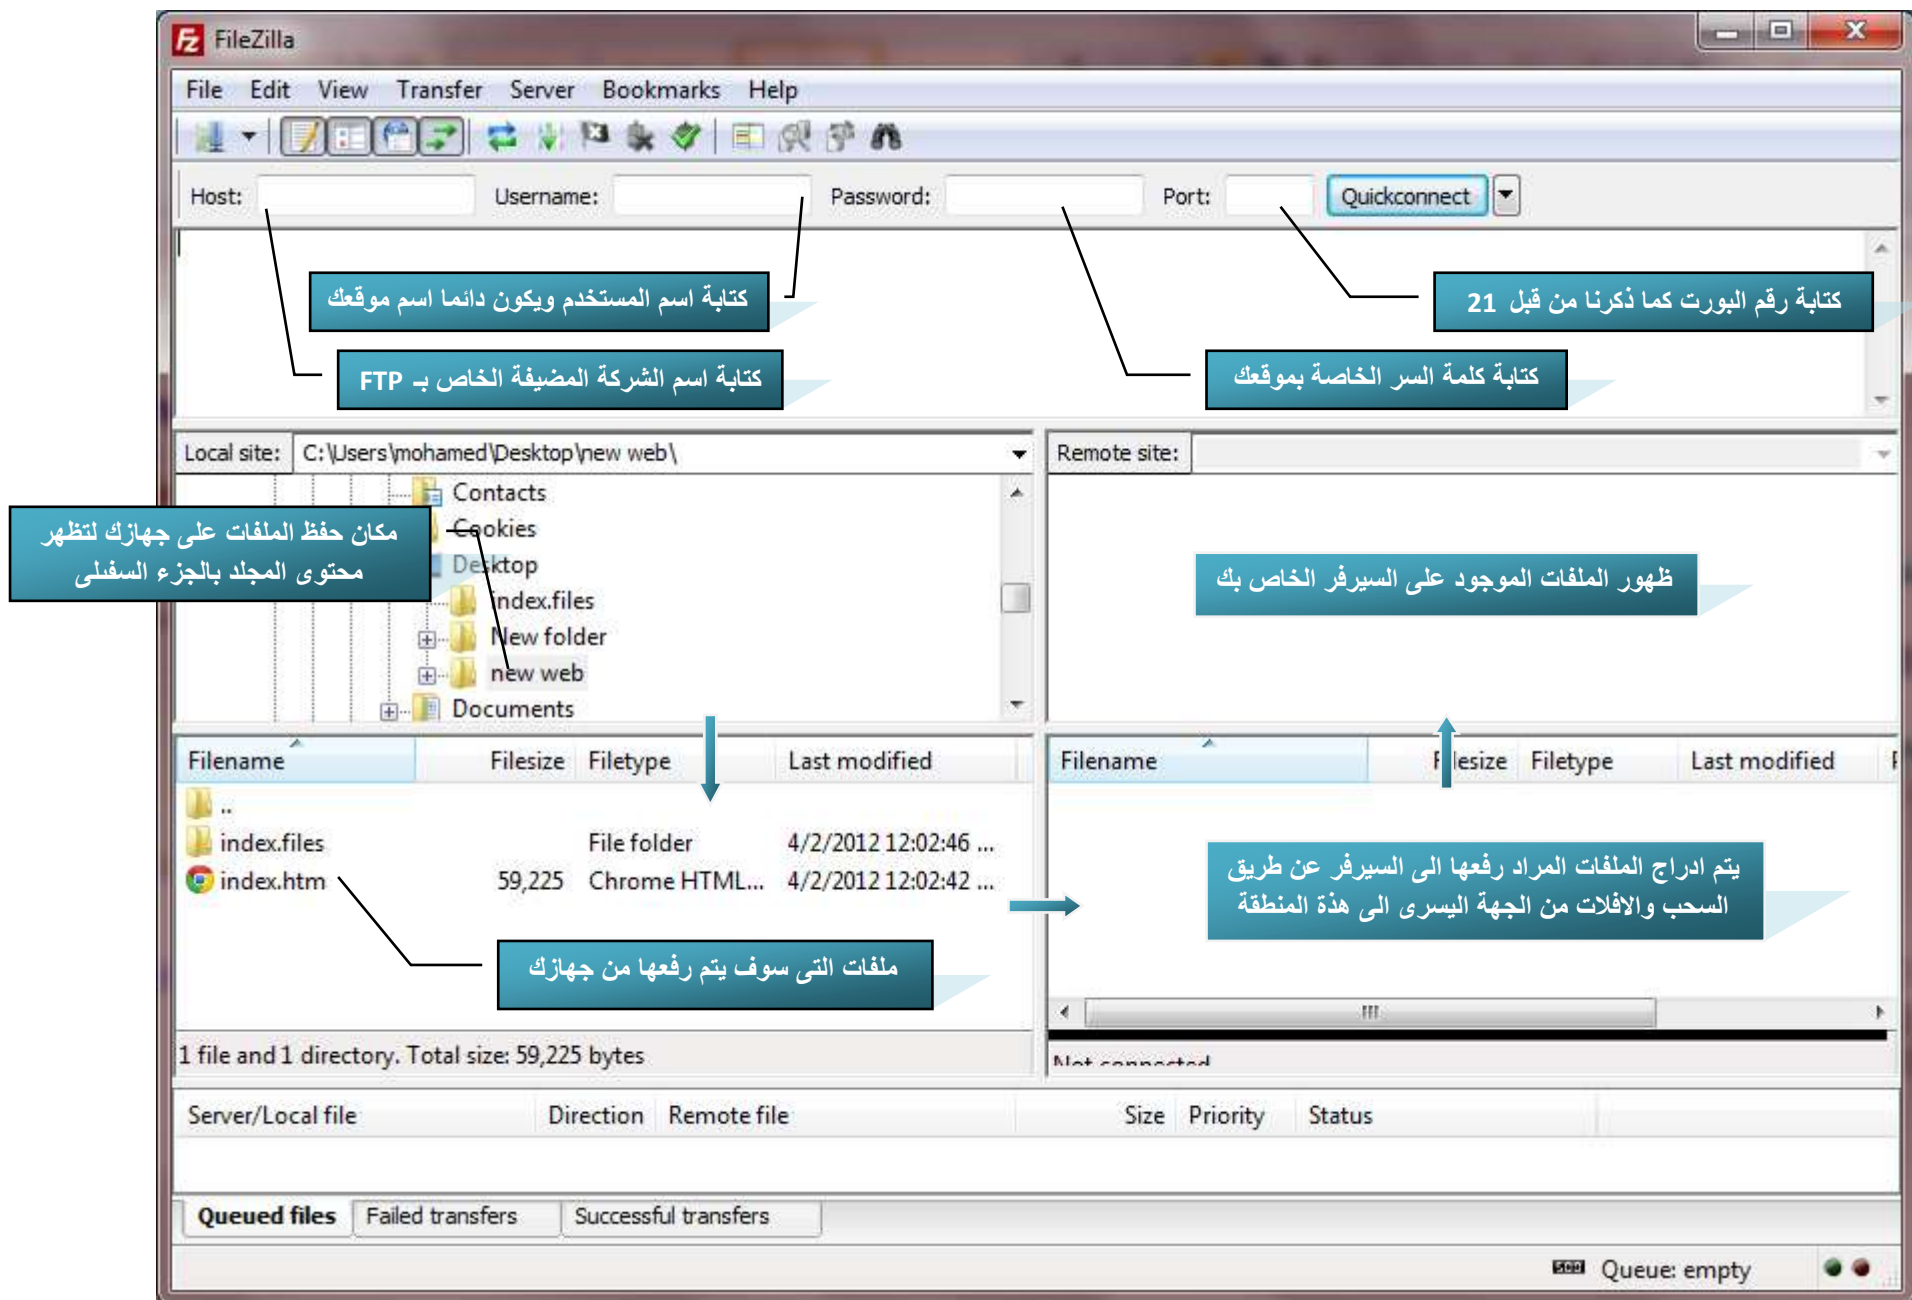 FileZilla
File Edit View Transfer Server Bookmarks Help
Host: Username: Password: Port: Quickconnect
كتابة اسم المستخدم ويكون دائما اسم موقعك
كتابة رقم البورت كما ذكرنا من قبل 21
كتابة اسم الشركة المضيفة الخاص بـ FTP
كتابة كلمة السر الخاصة بموقعك
Local site: C:\Users\mohamed\Desktop\new web\
Contacts
Cookies
Desktop
index.files
New folder
new web
Documents
مكان حفظ الملفات على جهازك لتظهر
محتوى المجلد بالجزء السفلى
Remote site:
ظهور الملفات الموجود على السيرفر الخاص بك
Filename Filesize Filetype Last modified
..
index.files File folder 4/2/2012 12:02:46 ...
index.htm 59,225 Chrome HTML... 4/2/2012 12:02:42 ...
ملفات التى سوف يتم رفعها من جهازك
1 file and 1 directory. Total size: 59,225 bytes
Filename Filesize Filetype Last modified
يتم ادراج الملفات المراد رفعها الى السيرفر عن طريق
السحب والافلات من الجهة اليسرى الى هذة المنطقة
Not connected
Server/Local file Direction Remote file Size Priority Status
Queued files Failed transfers Successful transfers
Queue: empty